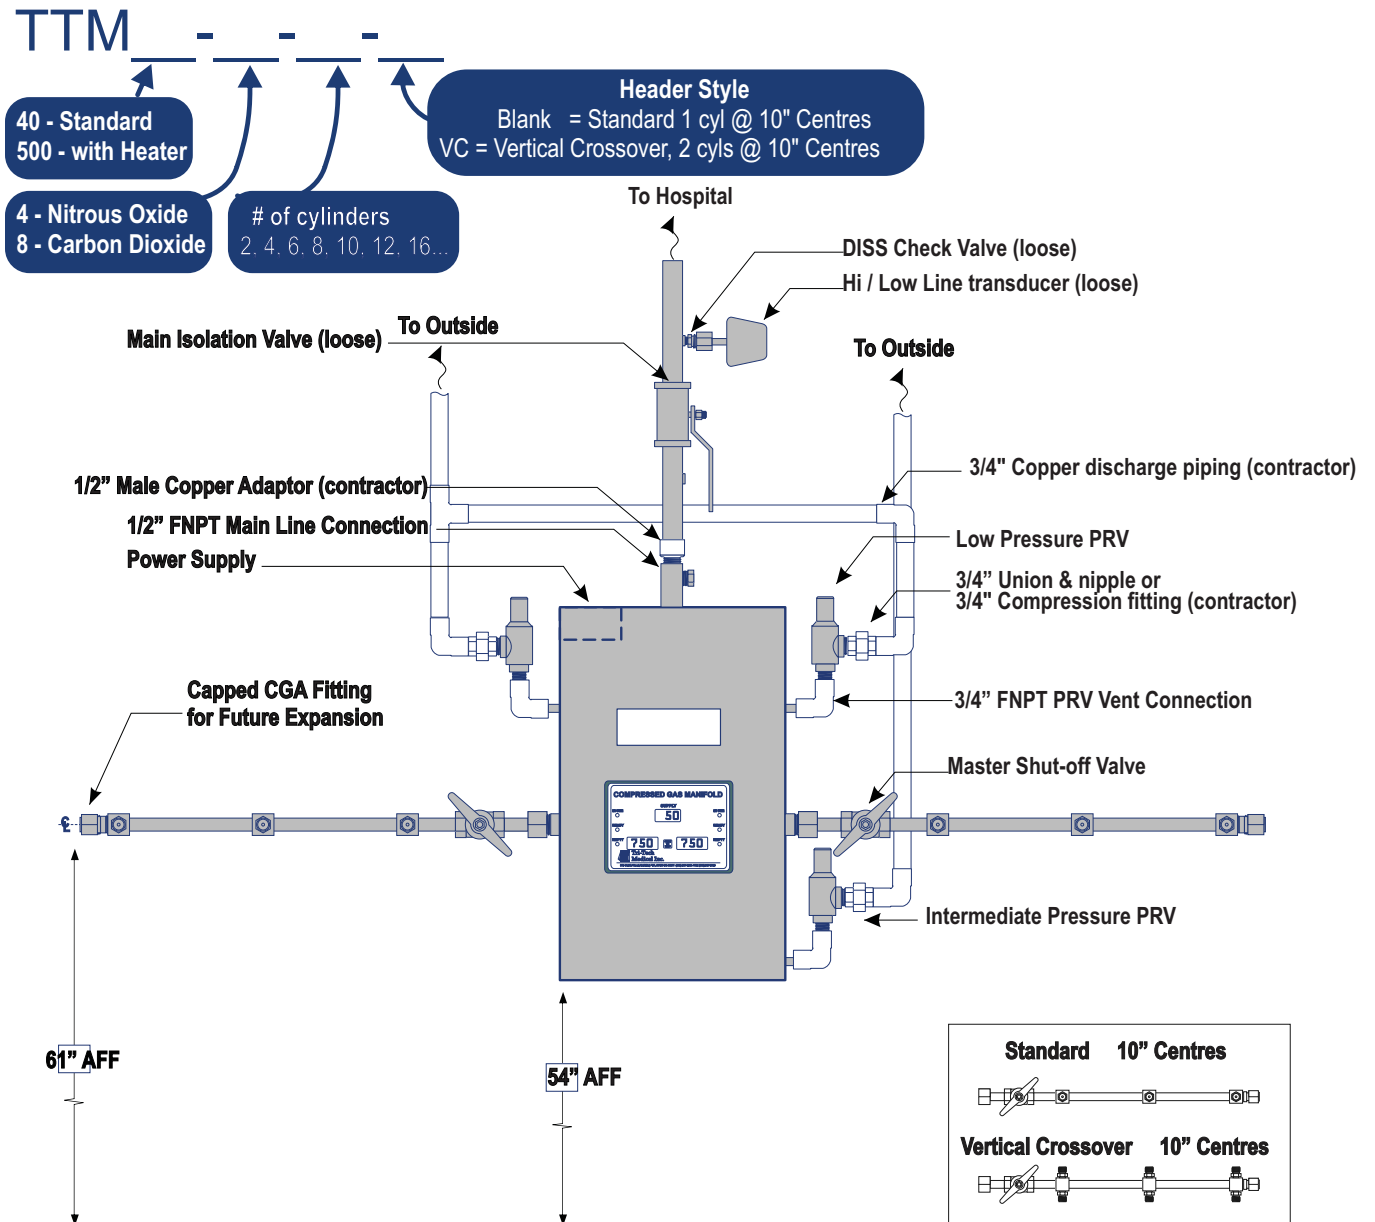 TTM - - -
40 - Standard
500 - with Heater
4 - Nitrous Oxide
8 - Carbon Dioxide
# of cylinders
2, 4, 6, 8, 10, 12, 16...
Header Style
Blank = Standard 1 cyl @ 10" Centres
VC = Vertical Crossover, 2 cyls @ 10" Centres
To Hospital
DISS Check Valve (loose)
Hi / Low Line transducer (loose)
To Outside
Main Isolation Valve (loose)
To Outside
3/4" Copper discharge piping (contractor)
1/2” Male Copper Adaptor (contractor)
1/2” FNPT Main Line Connection
Power Supply
Low Pressure PRV
3/4” Union & nipple or
3/4" Compression fitting (contractor)
Capped CGA Fitting
for Future Expansion
3/4” FNPT PRV Vent Connection
Master Shut-off Valve
COMPRESSED GAS MANIFOLD
SUPPLY
50
750 750
Tri-Tech
Medical Inc.
Intermediate Pressure PRV
61” AFF
54” AFF
Standard 10” Centres
Vertical Crossover 10” Centres